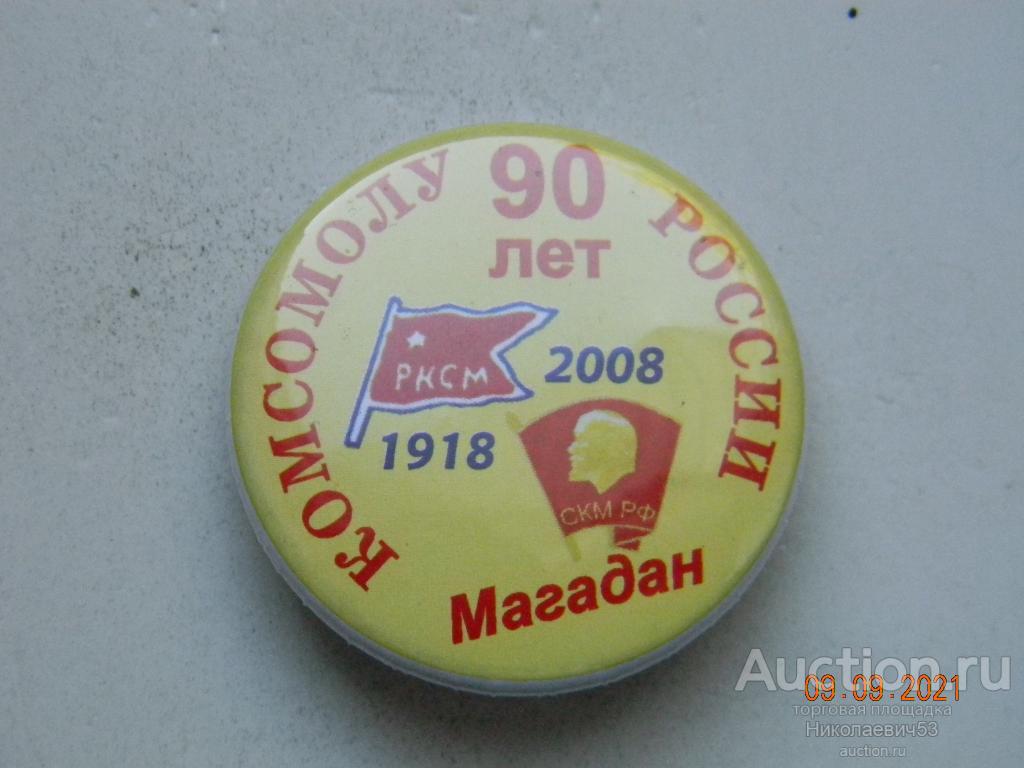 КОМСОМОЛУ РОССИИ
90
лет
РКСМ
2008
1918
СКМ РФ
Магадан
Auction.ru
09.09.2021
торговая площадка
Николаевич53
auction.ru